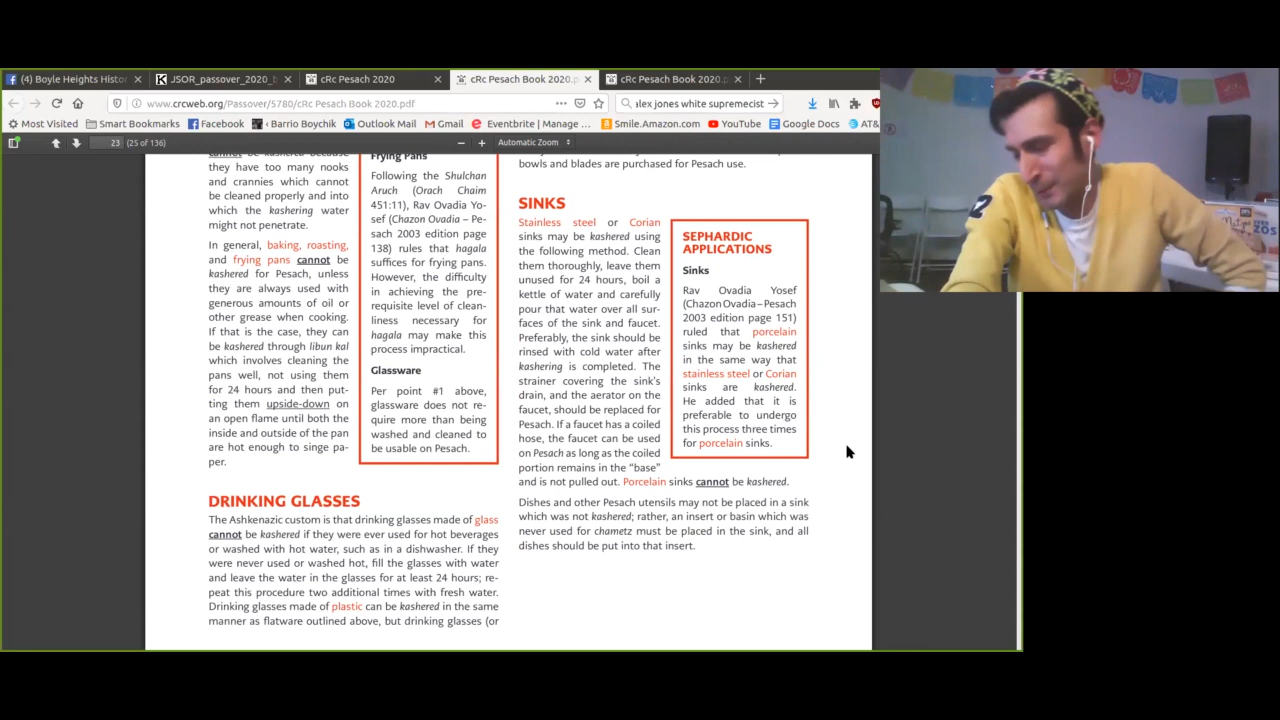 (4) Boyle Heights Histor
JSOR_passover_2020_b
cRc Pesach 2020
cRc Pesach Book 2020.p
cRc Pesach Book 2020.p
www.crcweb.org/Passover/5780/cRc Pesach Book 2020.pdf
alex jones white supremecist
Most Visited
Smart Bookmarks
Facebook
Barrio Boychik
Outlook Mail
Gmail
Eventbrite | Manage ...
Smile.Amazon.com
YouTube
Google Docs
AT&
23 (25 of 136)
Automatic Zoom
cannot be kashered because
they have too many nooks
and crannies which cannot
be cleaned properly and into
which the kashering water
might not penetrate.
In general, baking, roasting,
and frying pans cannot be
kashered for Pesach, unless
they are always used with
generous amounts of oil or
other grease when cooking.
If that is the case, they can
be kashered through libun kal
which involves cleaning the
pans well, not using them
for 24 hours and then put-
ting them upside-down on
an open flame until both the
inside and outside of the pan
are hot enough to singe pa-
per.
Frying Pans
Following the Shulchan
Aruch (Orach Chaim
451:11), Rav Ovadia Yo-
sef (Chazon Ovadia – Pe-
sach 2003 edition page
138) rules that hagala
suffices for frying pans.
However, the difficulty
in achieving the pre-
requisite level of clean-
liness necessary for
hagala may make this
process impractical.
Glassware
Per point #1 above,
glassware does not re-
quire more than being
washed and cleaned to
be usable on Pesach.
DRINKING GLASSES
The Ashkenazic custom is that drinking glasses made of glass
cannot be kashered if they were ever used for hot beverages
or washed with hot water, such as in a dishwasher. If they
were never used or washed hot, fill the glasses with water
and leave the water in the glasses for at least 24 hours; re-
peat this procedure two additional times with fresh water.
Drinking glasses made of plastic can be kashered in the same
manner as flatware outlined above, but drinking glasses (or
bowls and blades are purchased for Pesach use.
SINKS
Stainless steel or Corian
sinks may be kashered using
the following method. Clean
them thoroughly, leave them
unused for 24 hours, boil a
kettle of water and carefully
pour that water over all sur-
faces of the sink and faucet.
Preferably, the sink should be
rinsed with cold water after
kashering is completed. The
strainer covering the sink's
drain, and the aerator on the
faucet, should be replaced for
Pesach. If a faucet has a coiled
hose, the faucet can be used
on Pesach as long as the coiled
portion remains in the "base"
and is not pulled out. Porcelain sinks cannot be kashered.
Dishes and other Pesach utensils may not be placed in a sink
which was not kashered; rather, an insert or basin which was
never used for chametz must be placed in the sink, and all
dishes should be put into that insert.
SEPHARDIC
APPLICATIONS
Sinks
Rav Ovadia Yosef
(Chazon Ovadia – Pesach
2003 edition page 151)
ruled that porcelain
sinks may be kashered
in the same way that
stainless steel or Corian
sinks are kashered.
He added that it is
preferable to undergo
this process three times
for porcelain sinks.
2